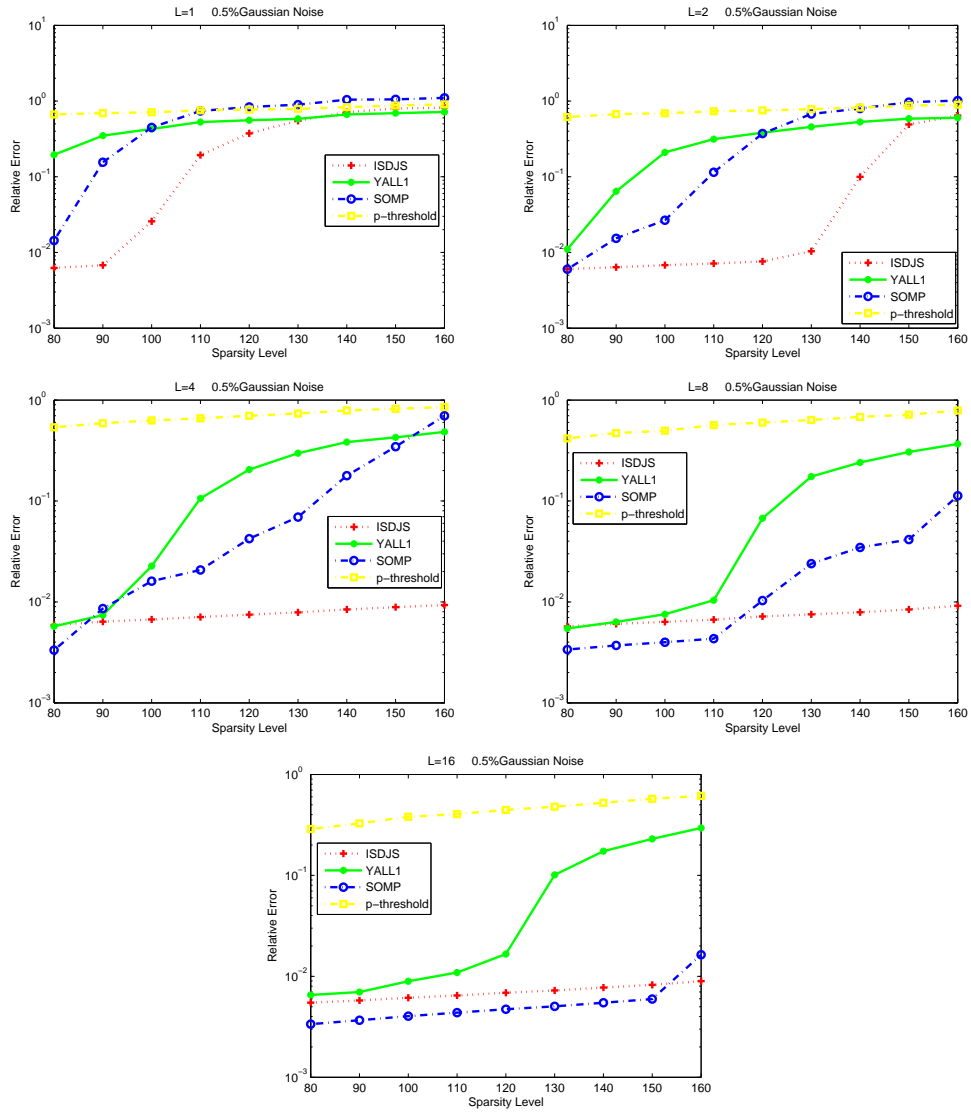 L=1 0.5%Gaussian Noise
10^1
10^0
10^-1
10^-2
10^-3
Relative Error
ISDJS
YALL1
SOMP
p-threshold
80 90 100 110 120 130 140 150 160
Sparsity Level
L=2 0.5%Gaussian Noise
10^1
10^0
10^-1
10^-2
10^-3
Relative Error
ISDJS
YALL1
SOMP
p-threshold
80 90 100 110 120 130 140 150 160
Sparsity Level
L=4 0.5%Gaussian Noise
10^0
10^-1
10^-2
10^-3
Relative Error
ISDJS
YALL1
SOMP
p-threshold
80 90 100 110 120 130 140 150 160
Sparsity Level
L=8 0.5%Gaussian Noise
10^0
10^-1
10^-2
10^-3
Relative Error
ISDJS
YALL1
SOMP
p-threshold
80 90 100 110 120 130 140 150 160
Sparsity Level
L=16 0.5%Gaussian Noise
10^0
10^-1
10^-2
10^-3
Relative Error
ISDJS
YALL1
SOMP
p-threshold
80 90 100 110 120 130 140 150 160
Sparsity Level